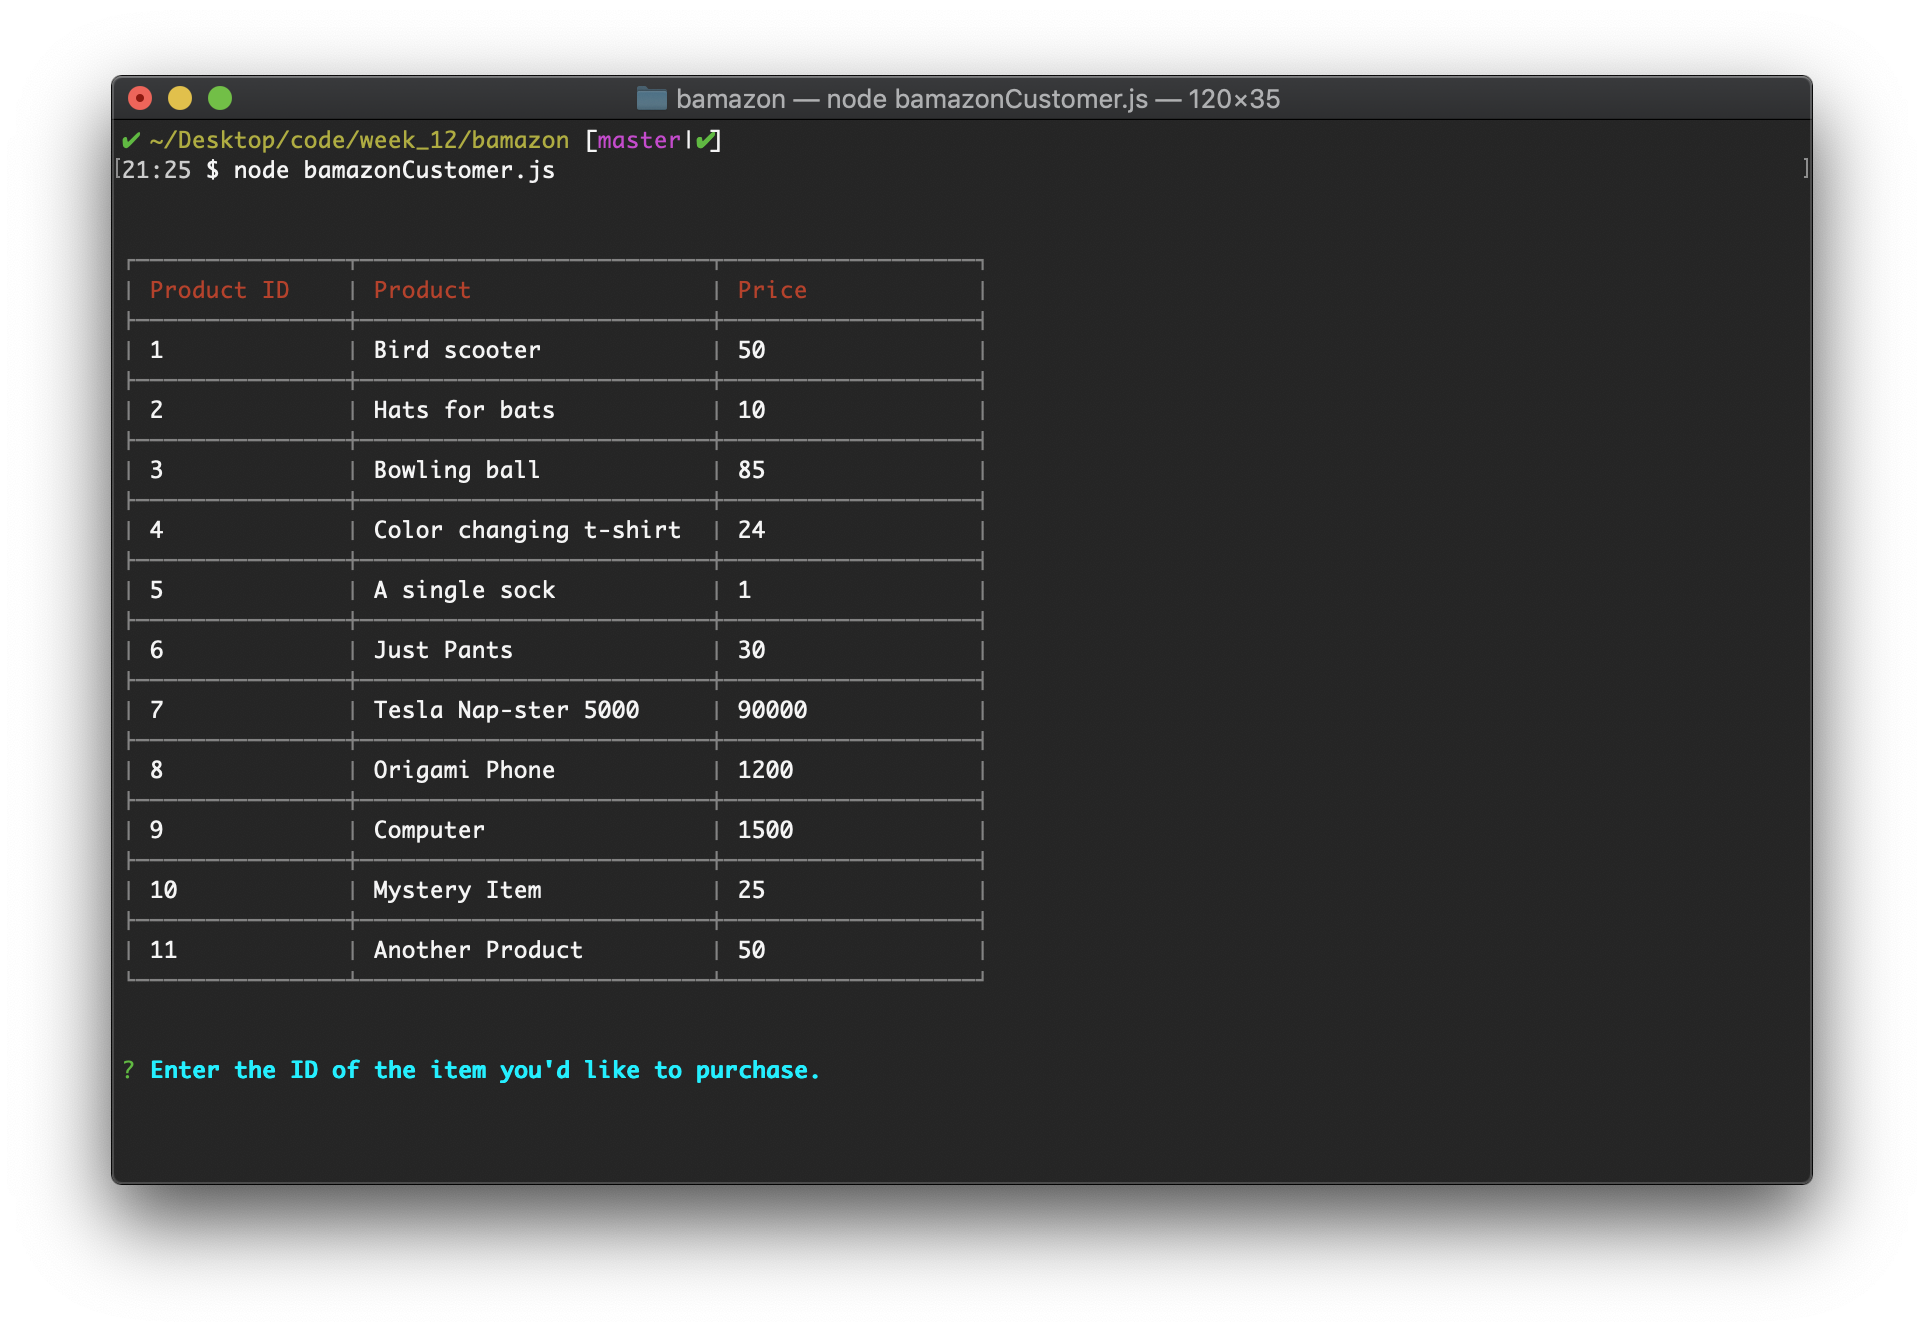 bamazon — node bamazonCustomer.js — 120×35
✔ ~/Desktop/code/week_12/bamazon [master|✔]
[21:25 $ node bamazonCustomer.js ]
Product ID | Product | Price
1 | Bird scooter | 50
2 | Hats for bats | 10
3 | Bowling ball | 85
4 | Color changing t-shirt | 24
5 | A single sock | 1
6 | Just Pants | 30
7 | Tesla Nap-ster 5000 | 90000
8 | Origami Phone | 1200
9 | Computer | 1500
10 | Mystery Item | 25
11 | Another Product | 50
? Enter the ID of the item you'd like to purchase.